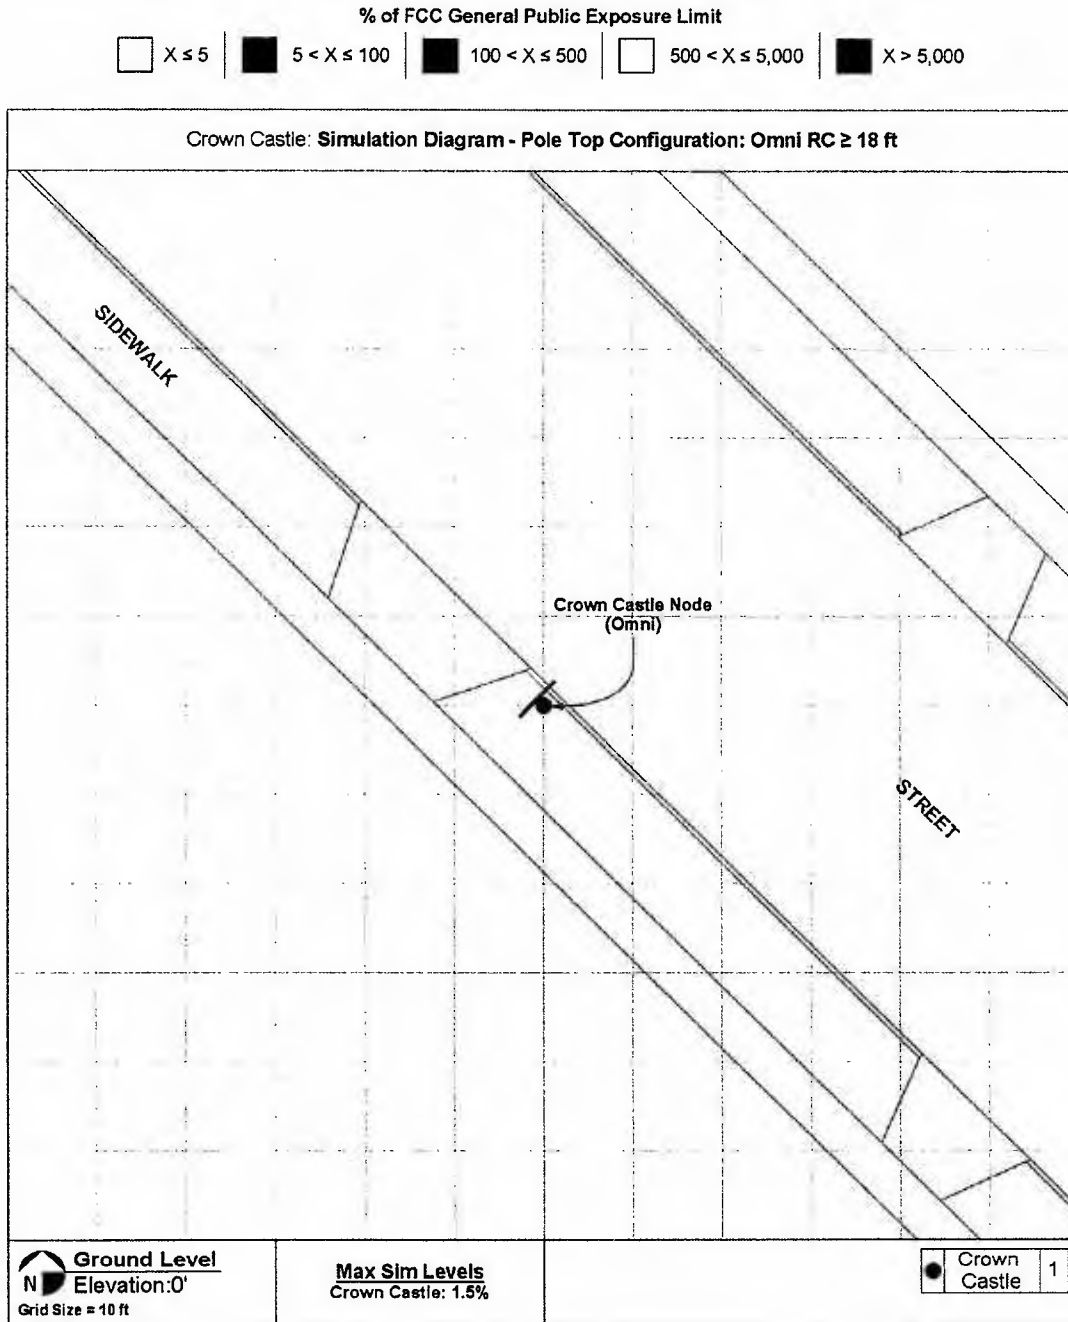 % of FCC General Public Exposure Limit
X ≤ 5
5 < X ≤ 100
100 < X ≤ 500
500 < X ≤ 5,000
X > 5,000
Crown Castle: Simulation Diagram - Pole Top Configuration: Omni RC ≥ 18 ft
SIDEWALK
Crown Castle Node
(Omni)
STREET
N
Ground Level
Elevation:0'
Grid Size = 10 ft
Max Sim Levels
Crown Castle: 1.5%
Crown
Castle
1